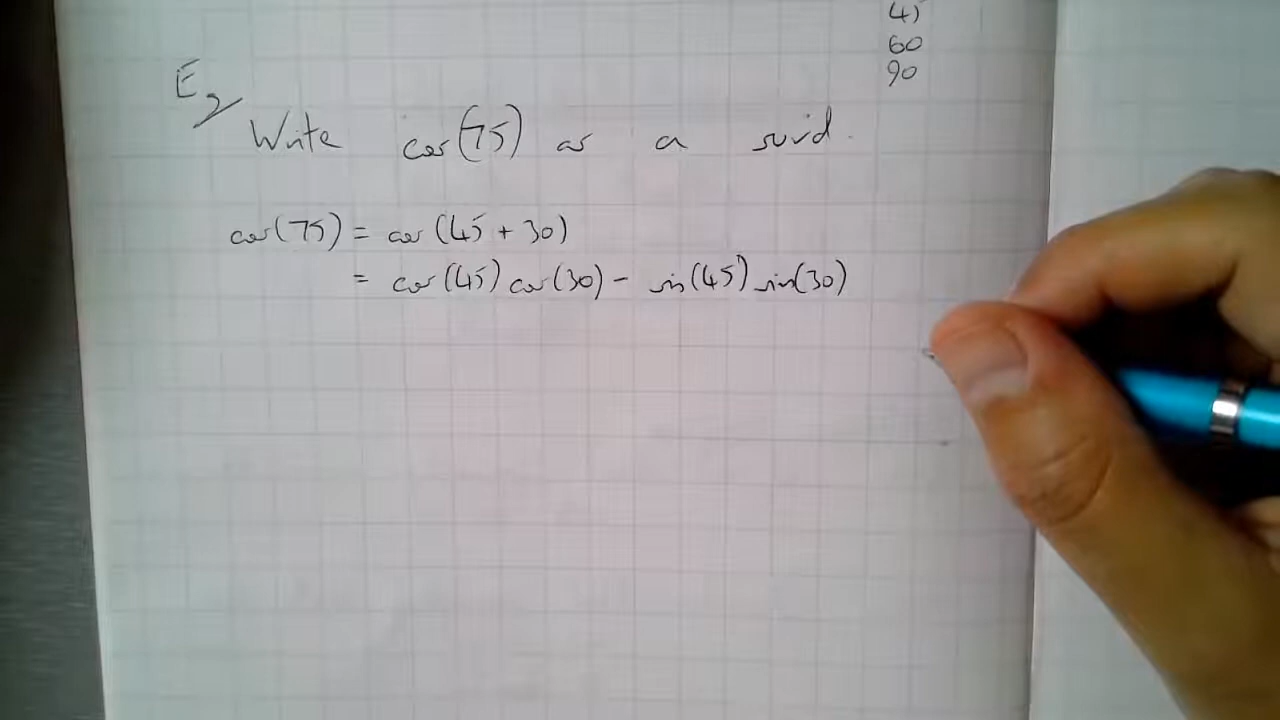 45
60
90
Eg
Write cos(75) as a surd.
cos(75) = cos(45 + 30)
= cos(45) cos(30) - sin(45) sin(30)